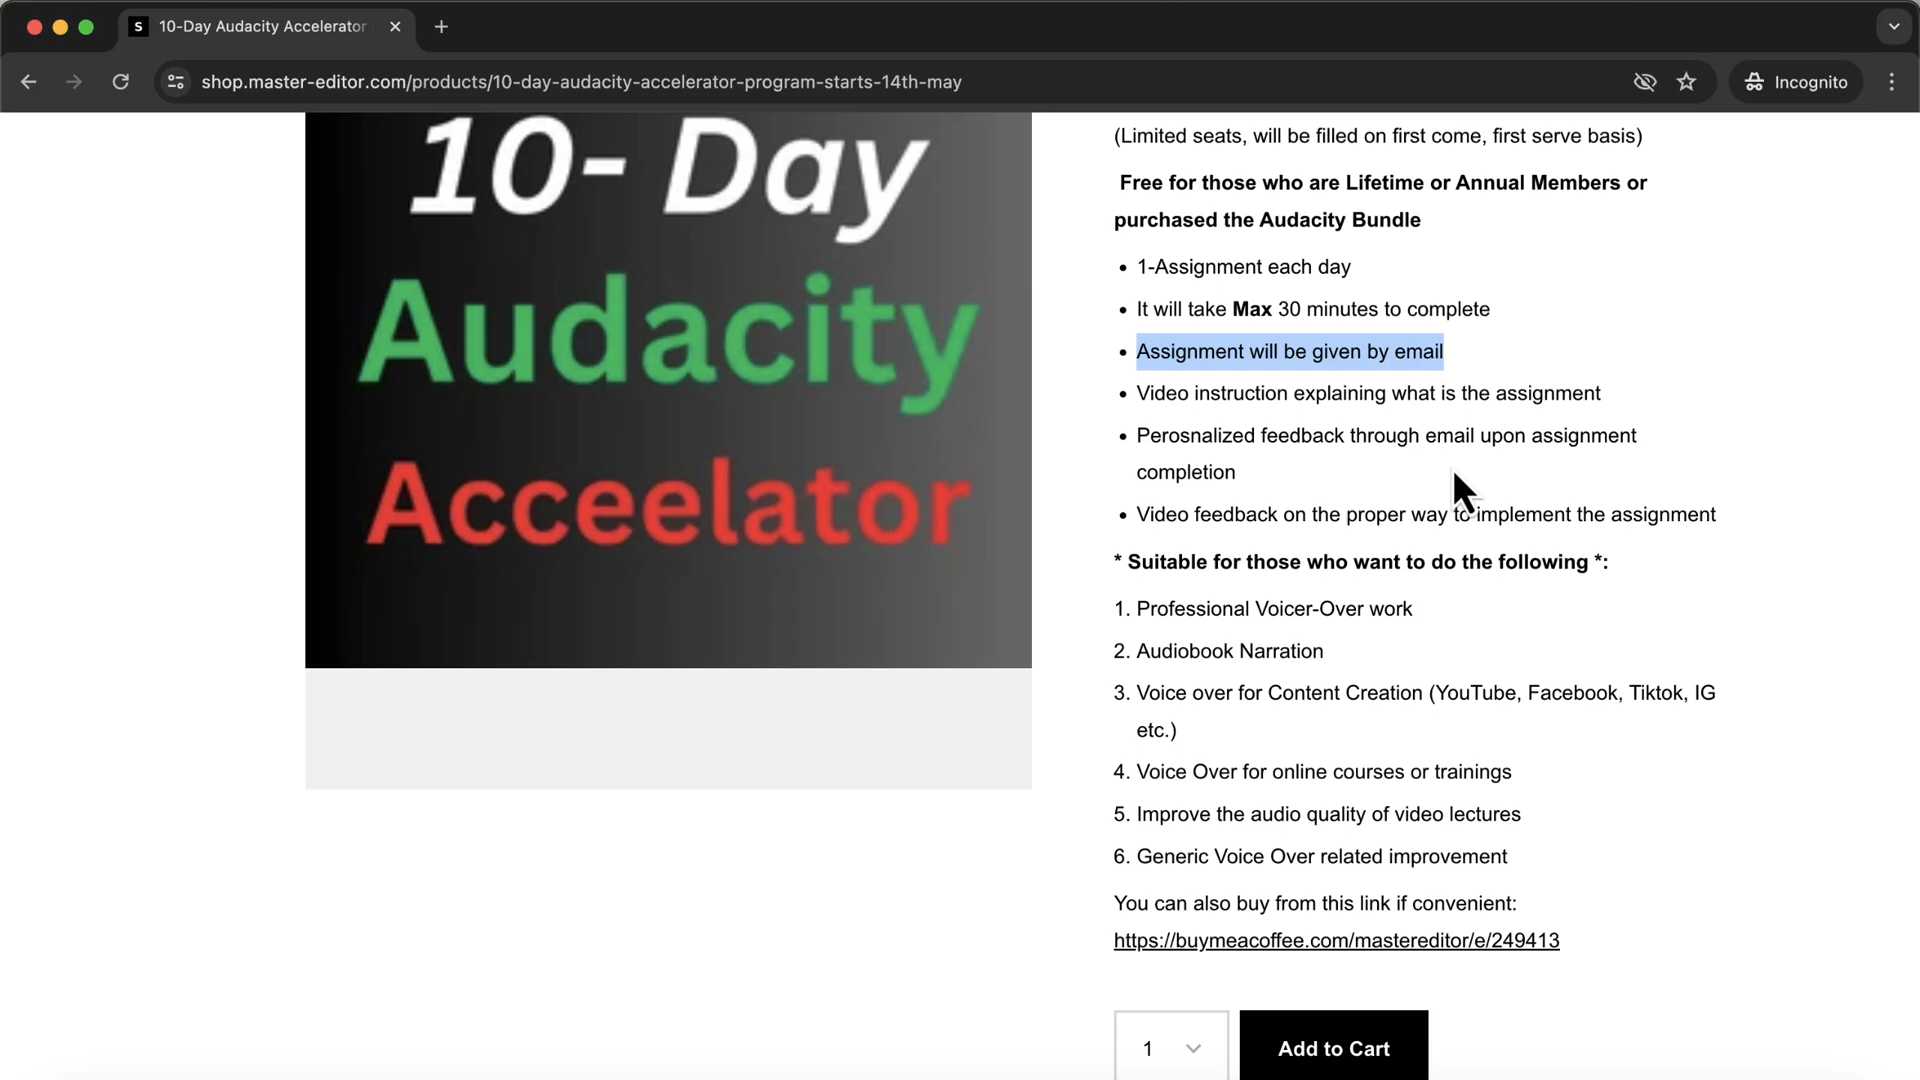 S 10-Day Audacity Accelerator
shop.master-editor.com/products/10-day-audacity-accelerator-program-starts-14th-may
Incognito
10- Day
Audacity
Acceelator
(Limited seats, will be filled on first come, first serve basis)
Free for those who are Lifetime or Annual Members or
purchased the Audacity Bundle
• 1-Assignment each day
• It will take Max 30 minutes to complete
• Assignment will be given by email
• Video instruction explaining what is the assignment
• Perosnalized feedback through email upon assignment
completion
• Video feedback on the proper way to implement the assignment
* Suitable for those who want to do the following *:
1. Professional Voicer-Over work
2. Audiobook Narration
3. Voice over for Content Creation (YouTube, Facebook, Tiktok, IG
etc.)
4. Voice Over for online courses or trainings
5. Improve the audio quality of video lectures
6. Generic Voice Over related improvement
You can also buy from this link if convenient:
https://buymeacoffee.com/mastereditor/e/249413
1
Add to Cart